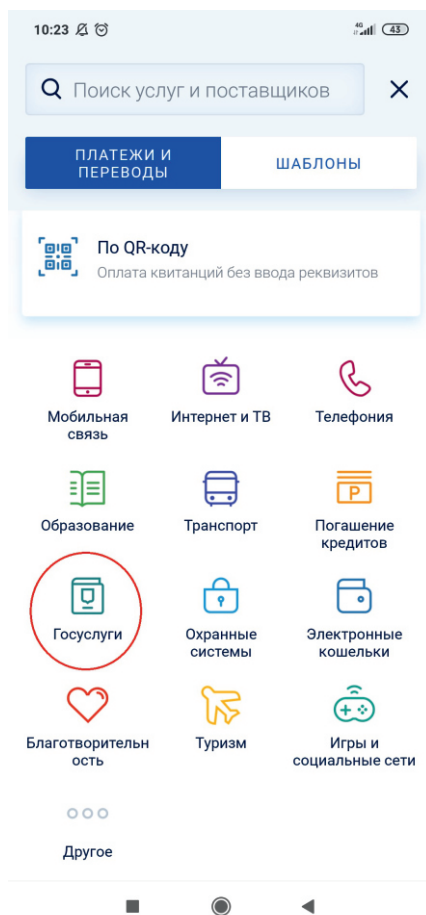 10:23
4G
43
Поиск услуг и поставщиков
ПЛАТЕЖИ И
ПЕРЕВОДЫ
ШАБЛОНЫ
По QR-коду
Оплата квитанций без ввода реквизитов
Мобильная
связь
Интернет и ТВ
Телефония
Образование
Транспорт
Погашение
кредитов
Госуслуги
Охранные
системы
Электронные
кошельки
Благотворительн
ость
Туризм
Игры и
социальные сети
Другое